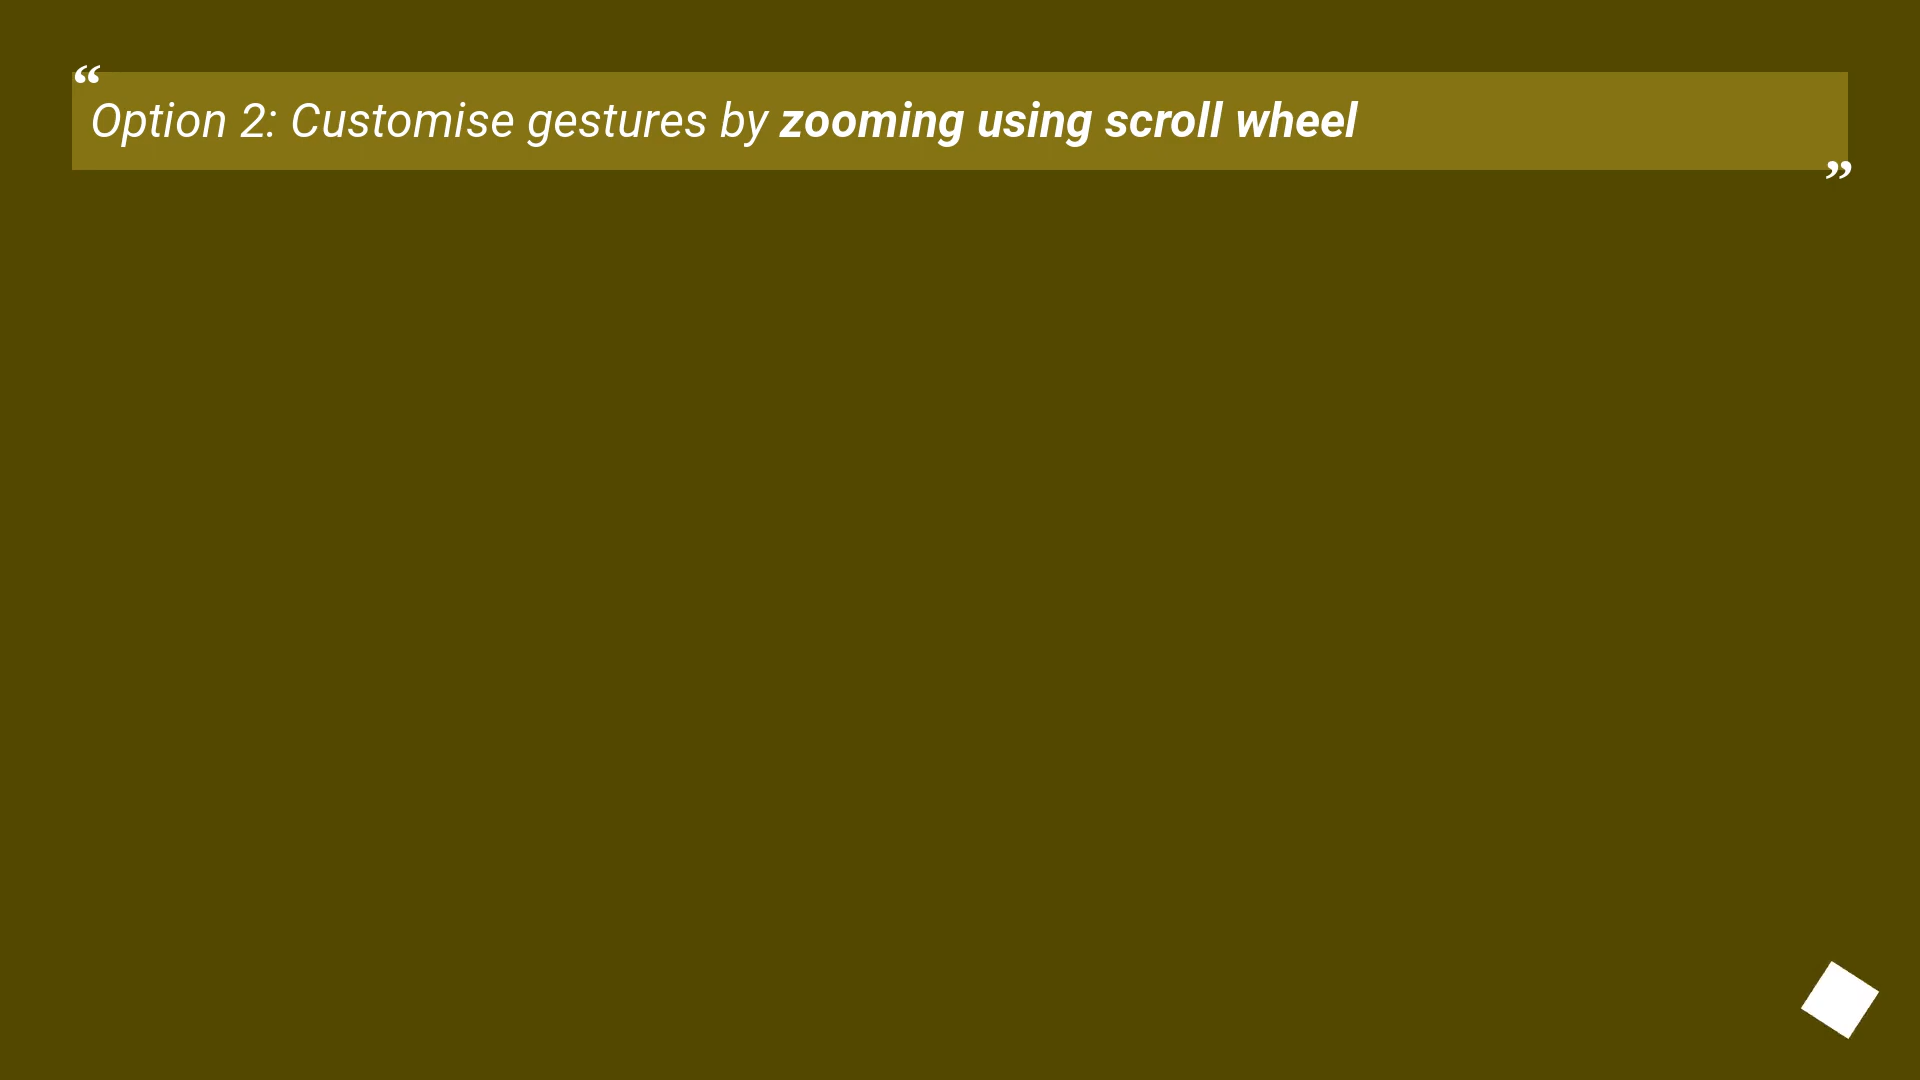 “
Option 2: Customise gestures by zooming using scroll wheel
”